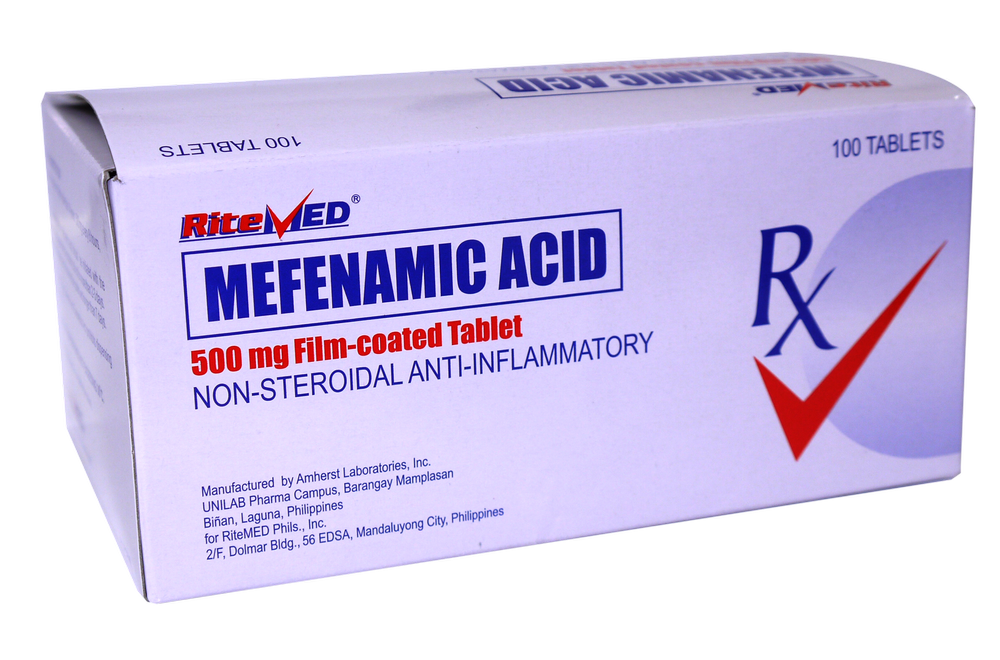 RiteMED
MEFENAMIC ACID
100 TABLETS
100 TABLETS
RiteMED®
MEFENAMIC ACID
500 mg Film-coated Tablet
NON-STEROIDAL ANTI-INFLAMMATORY
Rx
Manufactured by Amherst Laboratories, Inc.
UNILAB Pharma Campus, Barangay Mamplasan
Biñan, Laguna, Philippines
for RiteMED Phils., Inc.
2/F, Dolmar Bldg., 56 EDSA, Mandaluyong City, Philippines